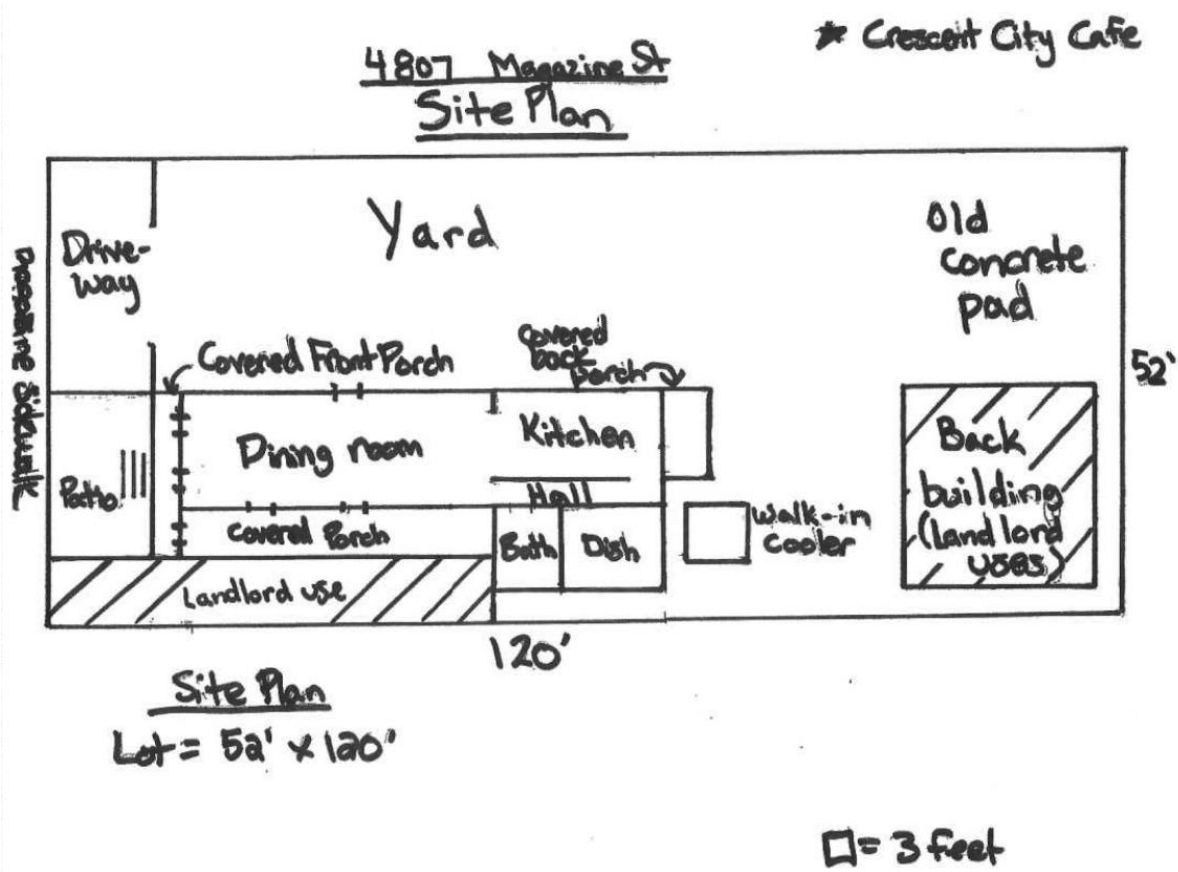 * Crescent City Cafe
4807 Magazine St
Site Plan
Yard
Old
concrete
pad
Drive-
way
Sidewalk
Covered Front Porch
covered
back
porch
52'
Dining room
Kitchen
Back
building
(Landlord
uses)
Patio
Hall
walk-in
cooler
covered Porch
Bath
Dish
Landlord use
120'
Site Plan
Lot = 52' x 120'
= 3 feet